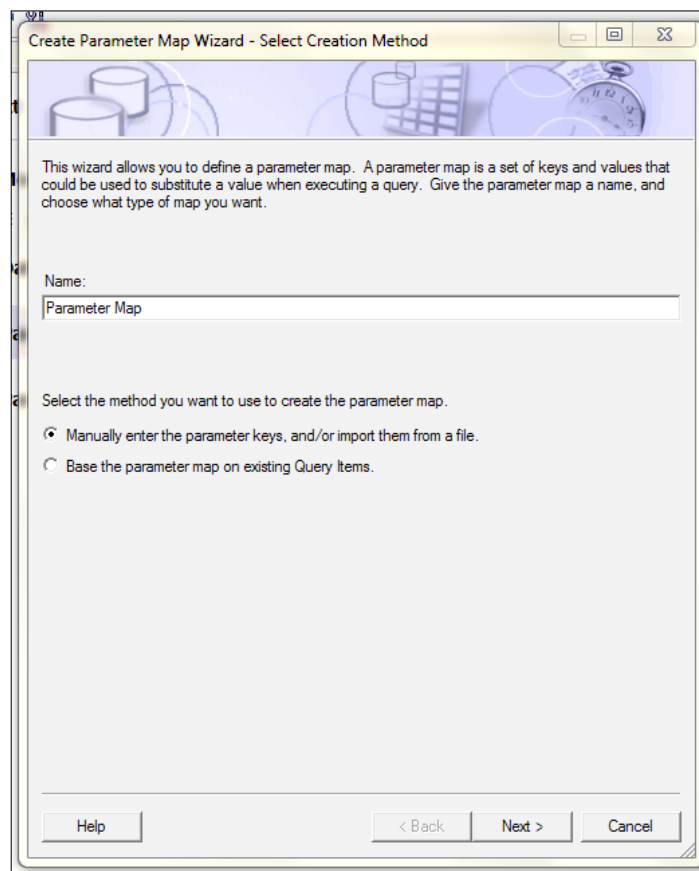 Create Parameter Map Wizard - Select Creation Method
This wizard allows you to define a parameter map. A parameter map is a set of keys and values that
could be used to substitute a value when executing a query. Give the parameter map a name, and
choose what type of map you want.
Name:
Parameter Map
Select the method you want to use to create the parameter map.
Manually enter the parameter keys, and/or import them from a file.
Base the parameter map on existing Query Items.
Help
< Back
Next >
Cancel